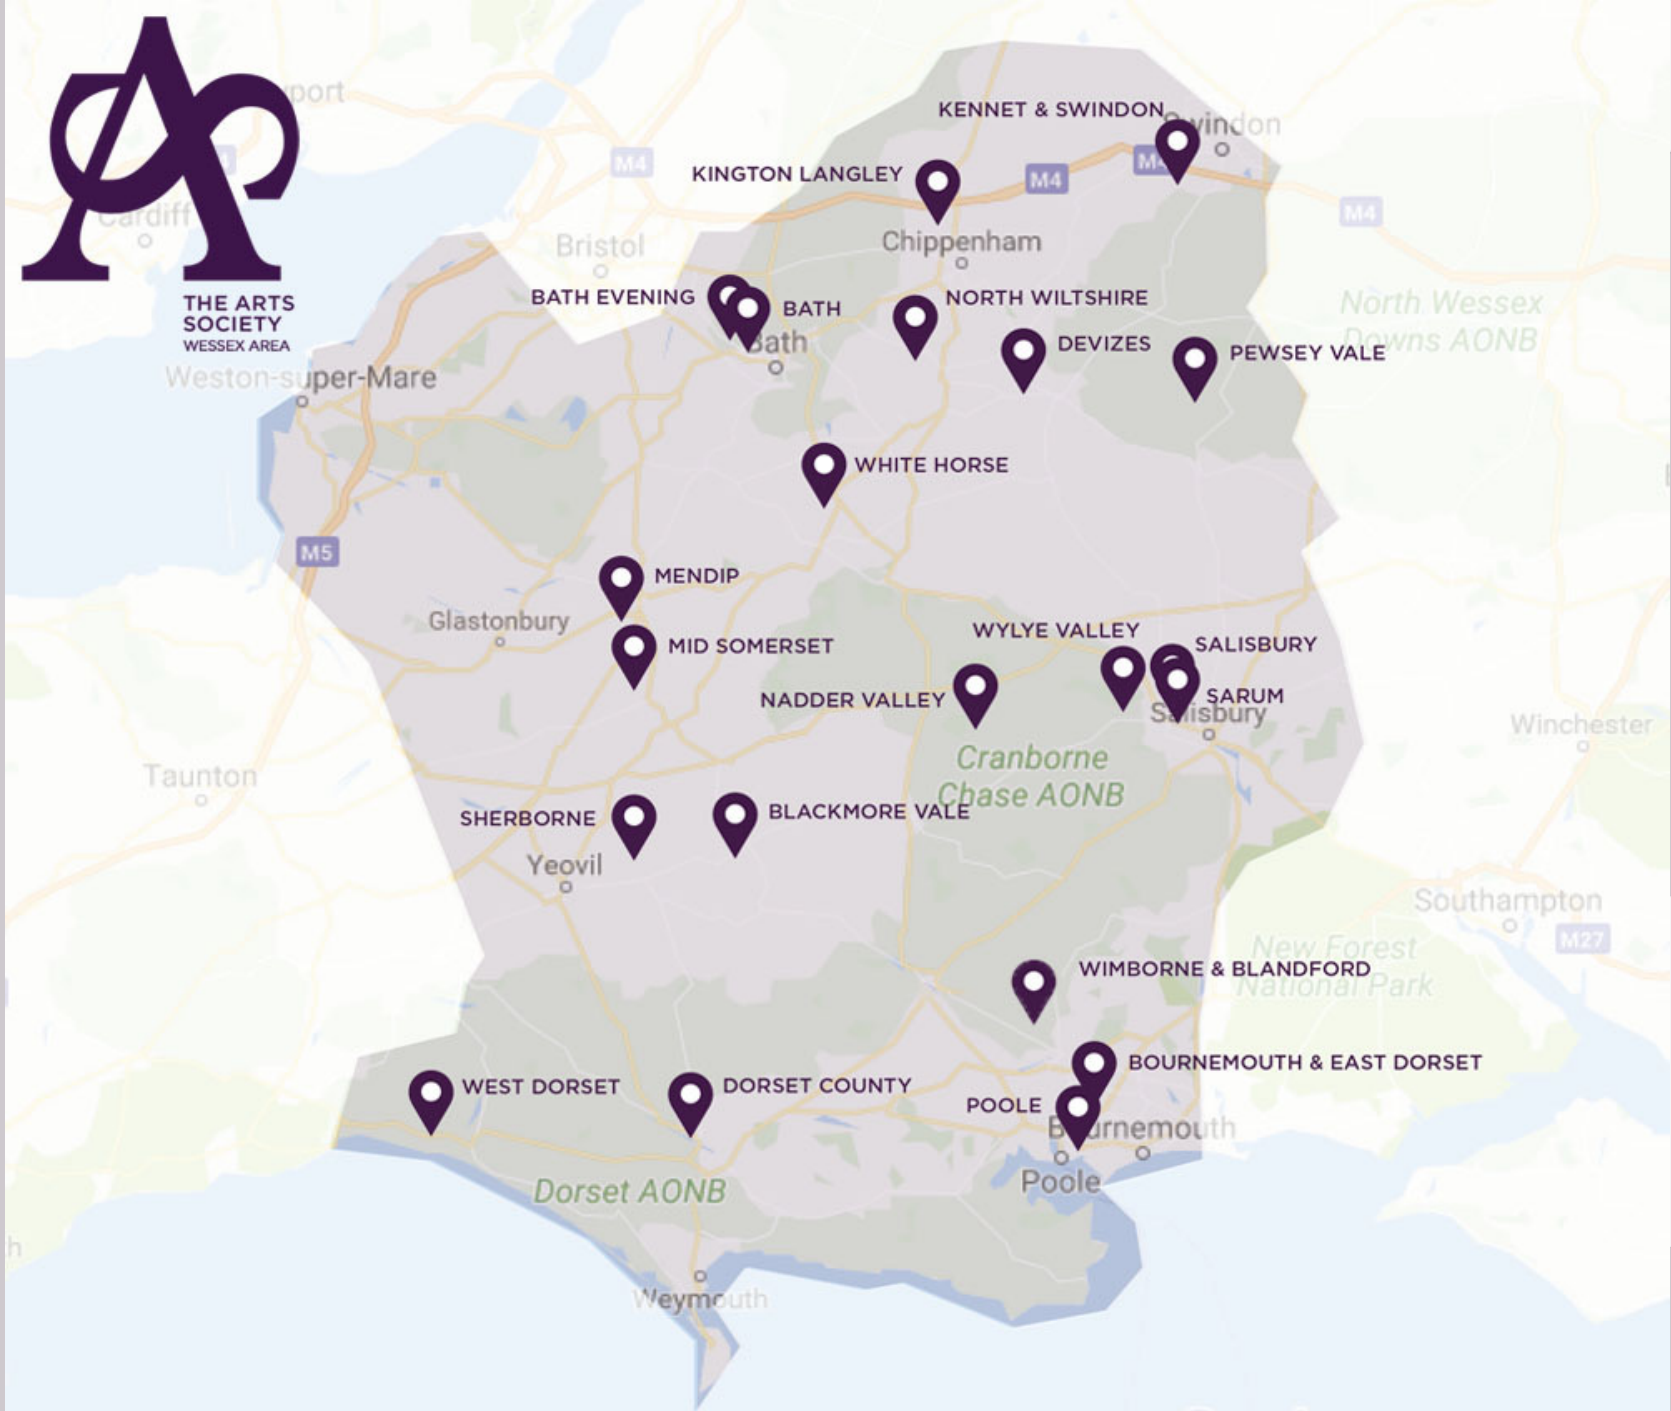 THE ARTS
SOCIETY
WESSEX AREA
Cardiff
M4
Bristol
KENNET & SWINDON
Swindon
M4
M4
KINGTON LANGLEY
M4
Chippenham
BATH EVENING
BATH
Bath
NORTH WILTSHIRE
North Wessex
Downs AONB
DEVIZES
PEWSEY VALE
Weston-super-Mare
WHITE HORSE
M5
MENDIP
Glastonbury
MID SOMERSET
WYLYE VALLEY
SALISBURY
NADDER VALLEY
SARUM
Salisbury
Winchester
Cranborne
Chase AONB
Taunton
SHERBORNE
BLACKMORE VALE
Yeovil
Southampton
M27
New Forest
National Park
WIMBORNE & BLANDFORD
BOURNEMOUTH & EAST DORSET
WEST DORSET
DORSET COUNTY
POOLE
Bournemouth
Poole
Dorset AONB
Weymouth